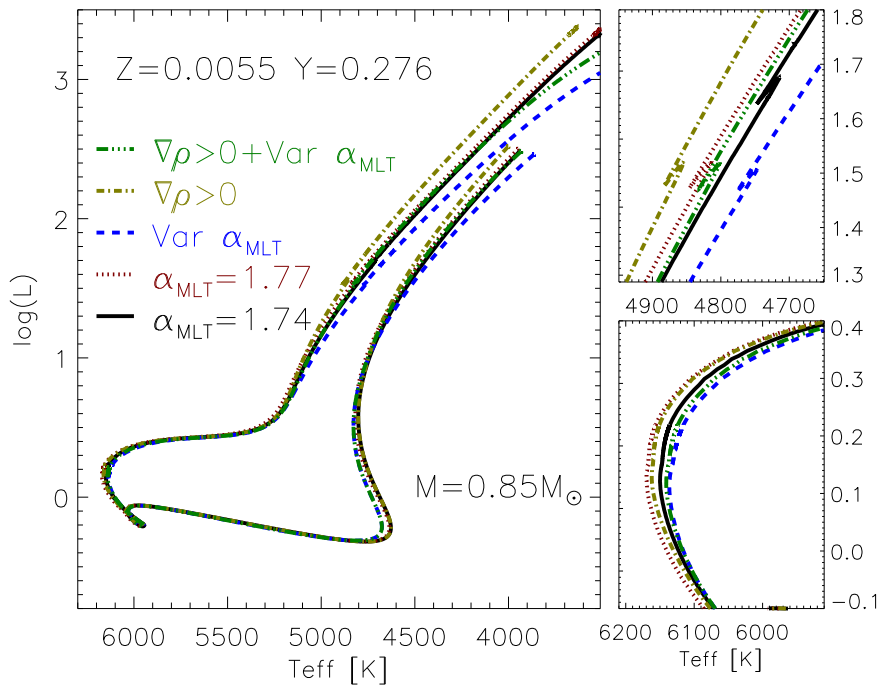 Z=0.0055 Y=0.276
∇ρ>0+Var α_MLT
∇ρ>0
Var α_MLT
α_MLT=1.77
α_MLT=1.74
M=0.85M⊙
log(L)
3
2
1
0
6000 5500 5000 4500 4000
Teff [K]
1.8
1.7
1.6
1.5
1.4
1.3
4900 4800 4700
0.4
0.3
0.2
0.1
0.0
-0.1
6200 6100 6000
Teff [K]